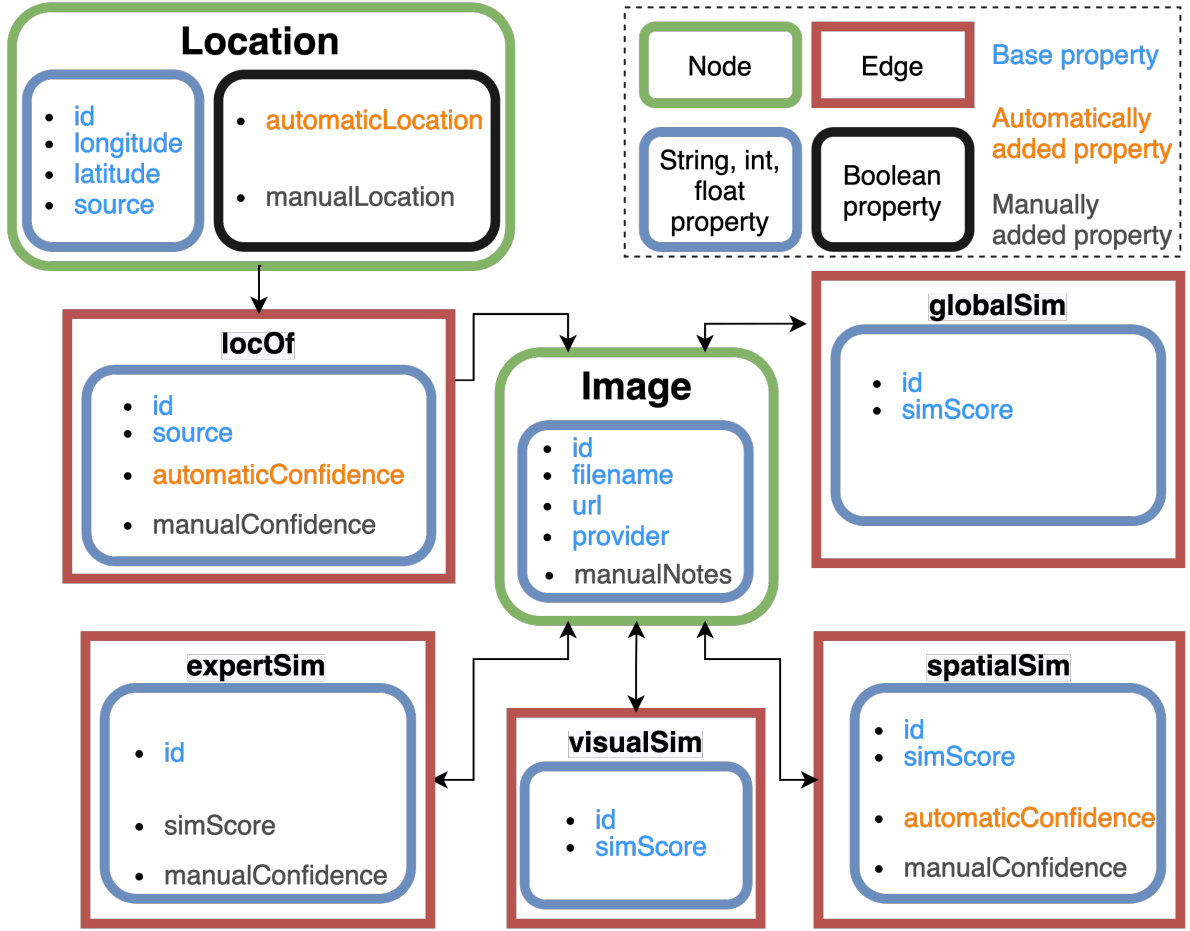 Location
id
longitude
latitude
source
automaticLocation
manualLocation
Node
Edge
Base property
Automatically
added property
String, int,
float
property
Boolean
property
Manually
added property
locOf
id
source
automaticConfidence
manualConfidence
Image
id
filename
url
provider
manualNotes
globalSim
id
simScore
expertSim
id
simScore
manualConfidence
visualSim
id
simScore
spatialSim
id
simScore
automaticConfidence
manualConfidence